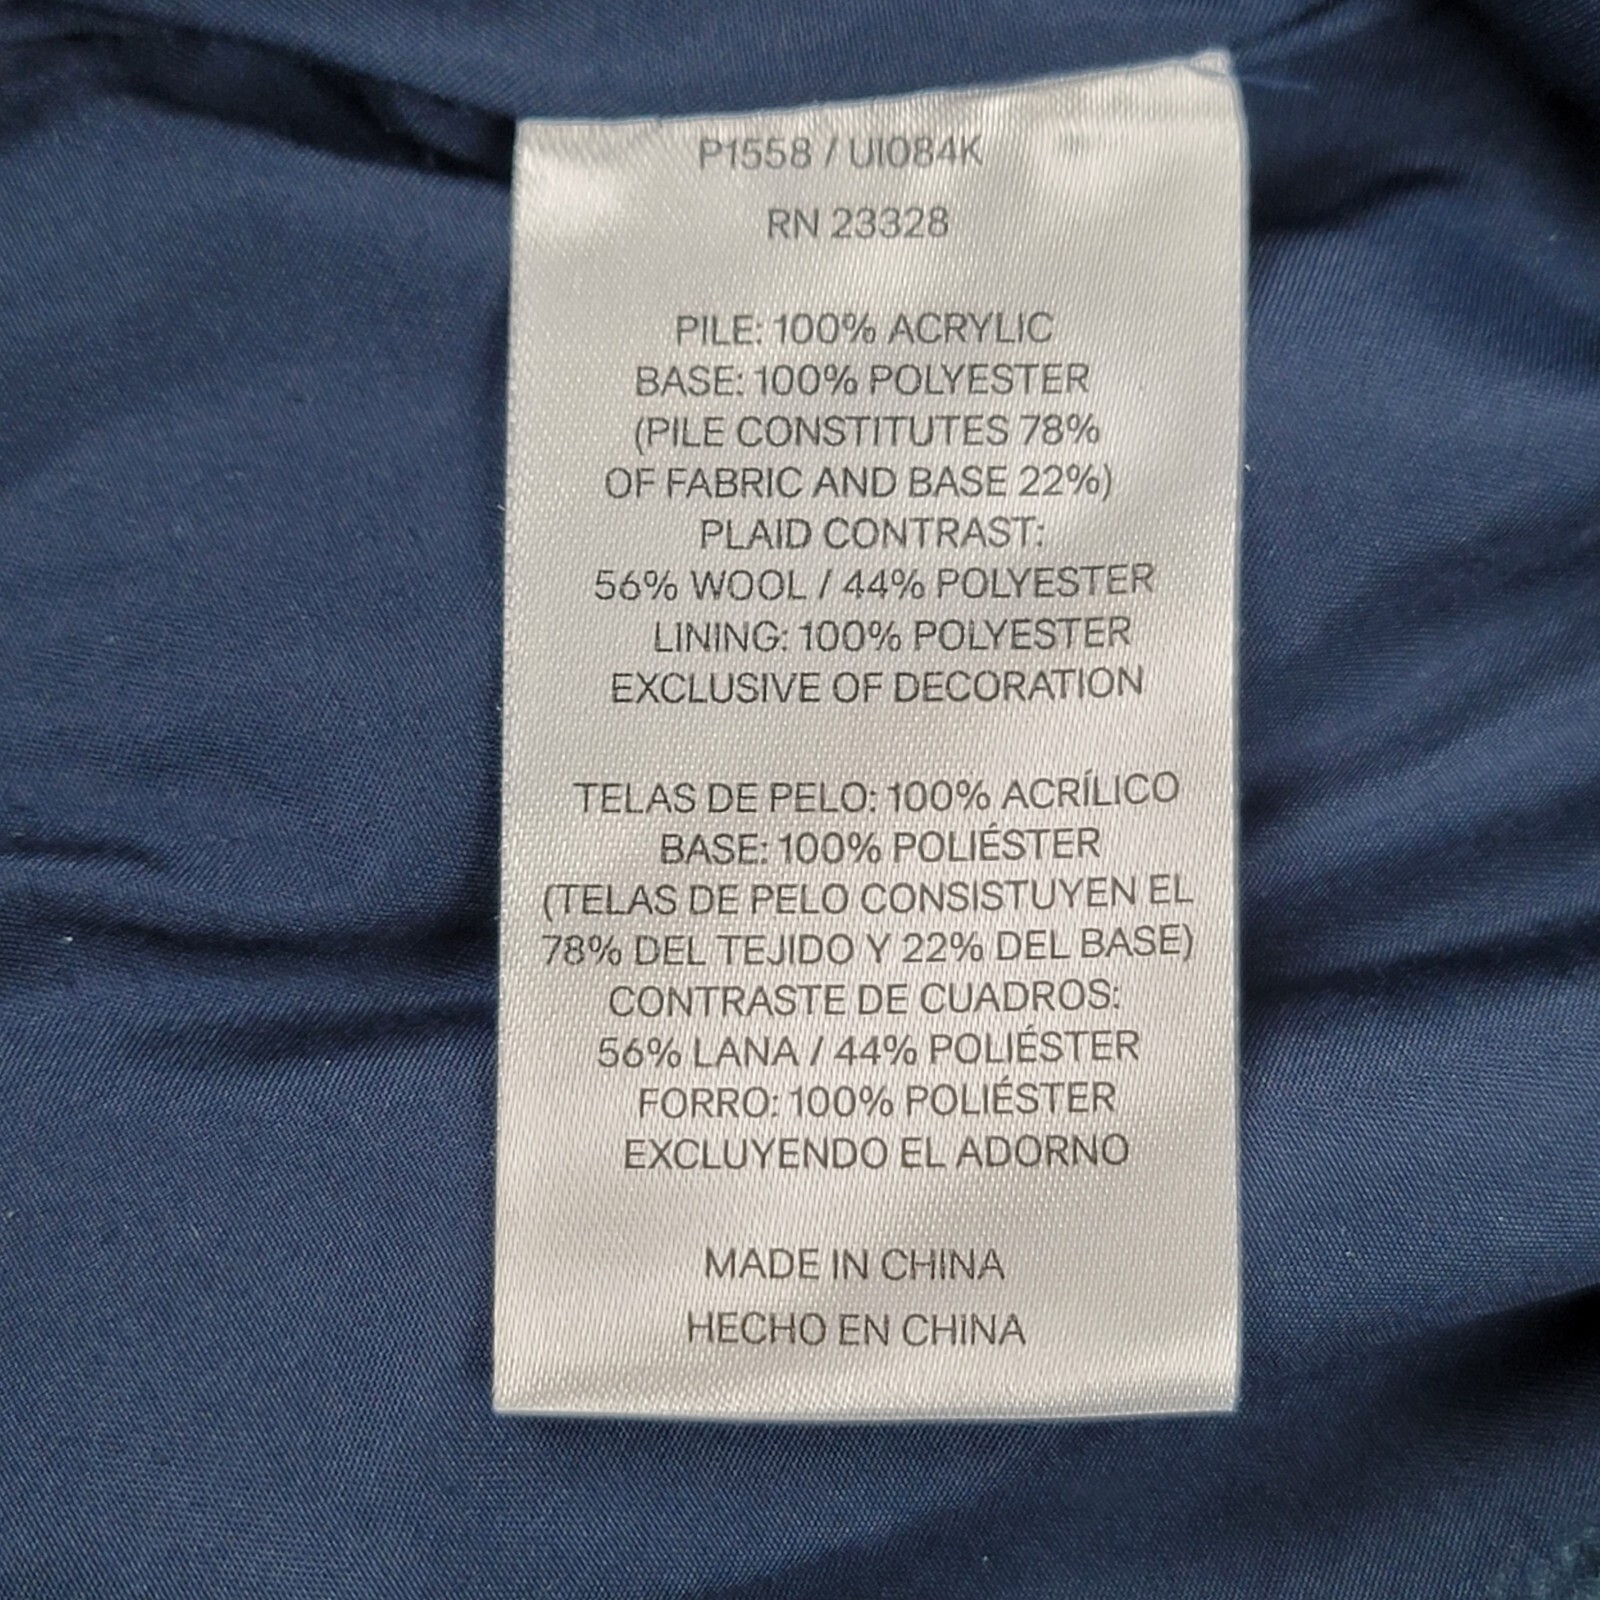 P1558 / UI084K
RN 23328
PILE: 100% ACRYLIC
BASE: 100% POLYESTER
(PILE CONSTITUTES 78%
OF FABRIC AND BASE 22%)
PLAID CONTRAST:
56% WOOL / 44% POLYESTER
LINING: 100% POLYESTER
EXCLUSIVE OF DECORATION
TELAS DE PELO: 100% ACRÍLICO
BASE: 100% POLIÉSTER
(TELAS DE PELO CONSISTUYEN EL
78% DEL TEJIDO Y 22% DEL BASE)
CONTRASTE DE CUADROS:
56% LANA / 44% POLIÉSTER
FORRO: 100% POLIÉSTER
EXCLUYENDO EL ADORNO
MADE IN CHINA
HECHO EN CHINA